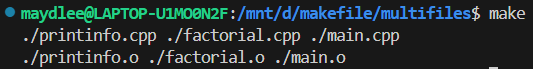 maydlee@LAPTOP-U1MO0N2F:/mnt/d/makefile/multifiles$ make
./printinfo.cpp ./factorial.cpp ./main.cpp
./printinfo.o ./factorial.o ./main.o